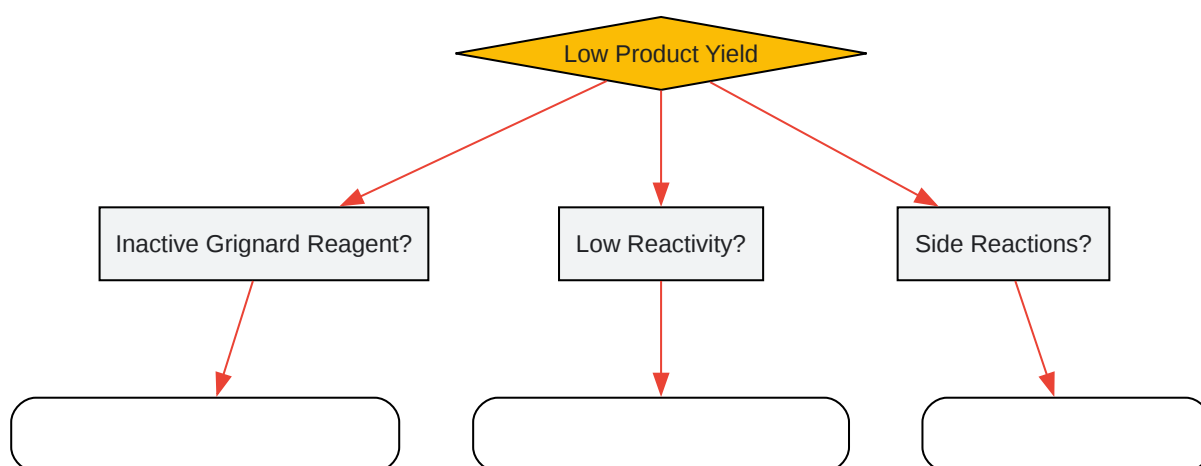 Low Product Yield
Inactive Grignard Reagent?
Low Reactivity?
Side Reactions?